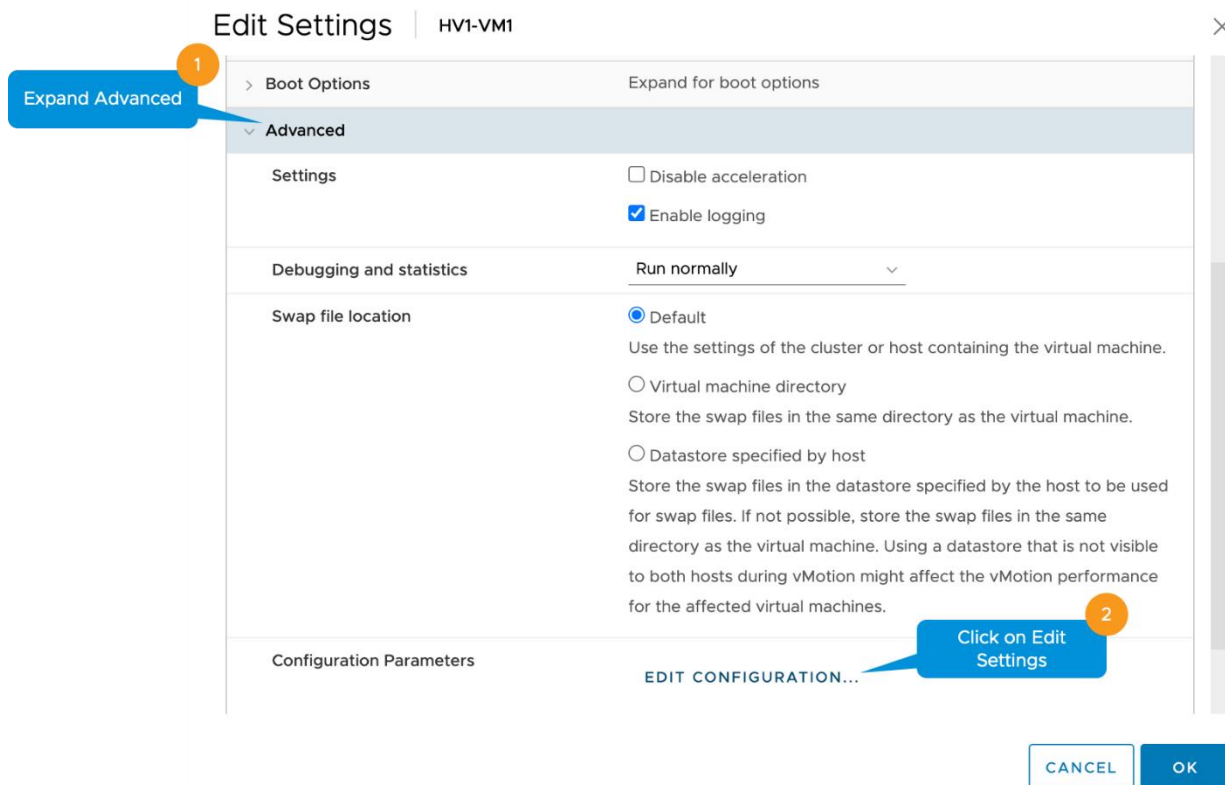 Edit Settings HV1-VM1
1
Expand Advanced
Boot Options Expand for boot options
Advanced
Settings Disable acceleration
Enable logging
Debugging and statistics Run normally
Swap file location Default
Use the settings of the cluster or host containing the virtual machine.
Virtual machine directory
Store the swap files in the same directory as the virtual machine.
Datastore specified by host
Store the swap files in the datastore specified by the host to be used
for swap files. If not possible, store the swap files in the same
directory as the virtual machine. Using a datastore that is not visible
to both hosts during vMotion might affect the vMotion performance
for the affected virtual machines.
2
Click on Edit
Settings
Configuration Parameters EDIT CONFIGURATION...
CANCEL OK